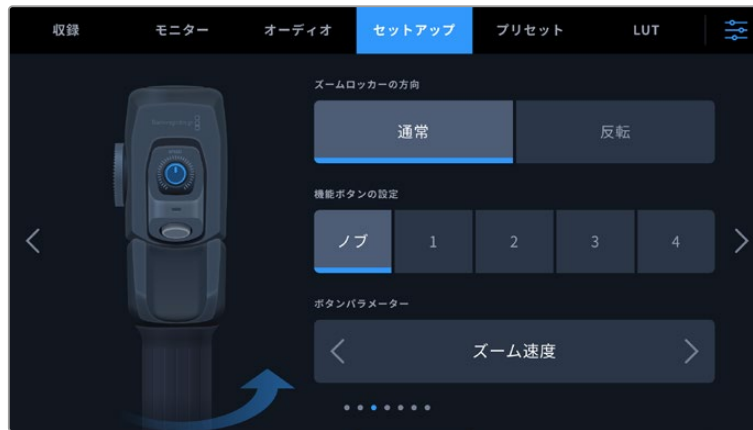 収録 モニター オーディオ セットアップ プリセット LUT
ズームロッカーの方向
通常 反転
機能ボタンの設定
ノブ 1 2 3 4
ボタンパラメーター
ズーム速度